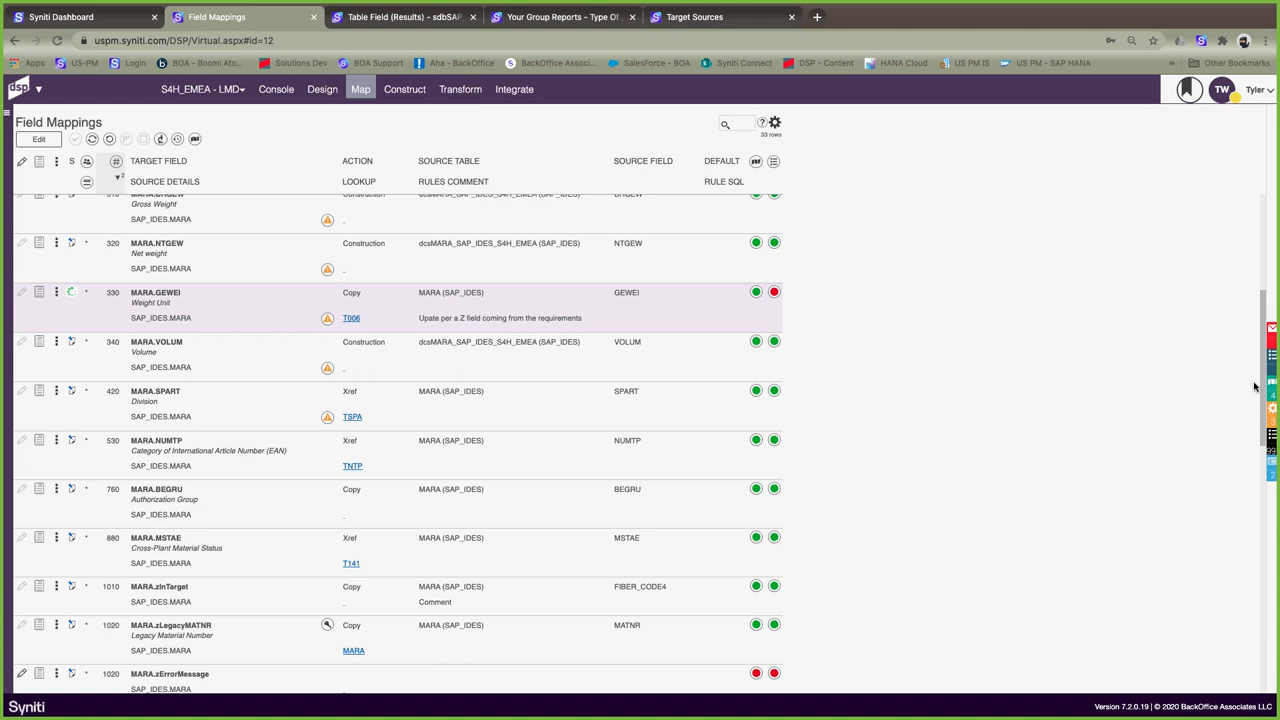 Syniti Dashboard
Field Mappings
Table Field (Results) - sdbSAP_
Your Group Reports - Type Of
Target Sources
uspm.syniti.com/DSP/Virtual.aspx#id=12
Apps US-PM Login BOA - Boomi Ato... Solutions Dev BOA Support Aha - BackOffice BackOffice Associ... SalesForce - BOA Syniti Connect DSP - Content HANA Cloud US PM IS US PM - SAP HANA » Other Bookmarks
dsp S4H_EMEA - LMD Console Design Map Construct Transform Integrate TW Tyler
Field Mappings
33 rows
Edit
S # TARGET FIELD ACTION SOURCE TABLE SOURCE FIELD DEFAULT
SOURCE DETAILS LOOKUP RULES COMMENT RULE SQL
310 MARA.BRGEW Construction dcsMARA_SAP_IDES_S4H_EMEA (SAP_IDES) BRGEW
Gross Weight
SAP_IDES.MARA -
320 MARA.NTGEW Construction dcsMARA_SAP_IDES_S4H_EMEA (SAP_IDES) NTGEW
Net weight
SAP_IDES.MARA -
330 MARA.GEWEI Copy MARA (SAP_IDES) GEWEI
Weight Unit
SAP_IDES.MARA T006 Upate per a Z field coming from the requirements
340 MARA.VOLUM Construction dcsMARA_SAP_IDES_S4H_EMEA (SAP_IDES) VOLUM
Volume
SAP_IDES.MARA -
420 MARA.SPART Xref MARA (SAP_IDES) SPART
Division
SAP_IDES.MARA TSPA
530 MARA.NUMTP Xref MARA (SAP_IDES) NUMTP
Category of International Article Number (EAN)
SAP_IDES.MARA TNTP
760 MARA.BEGRU Copy MARA (SAP_IDES) BEGRU
Authorization Group
SAP_IDES.MARA -
880 MARA.MSTAE Xref MARA (SAP_IDES) MSTAE
Cross-Plant Material Status
SAP_IDES.MARA T141
1010 MARA.zInTarget Copy MARA (SAP_IDES) FIBER_CODE4
SAP_IDES.MARA - Comment
1020 MARA.zLegacyMATNR Copy MARA (SAP_IDES) MATNR
Legacy Material Number
SAP_IDES.MARA MARA
1020 MARA.zErrorMessage
SAP_IDES.MARA
Syniti Version 7.2.0.19 | © 2020 BackOffice Associates LLC